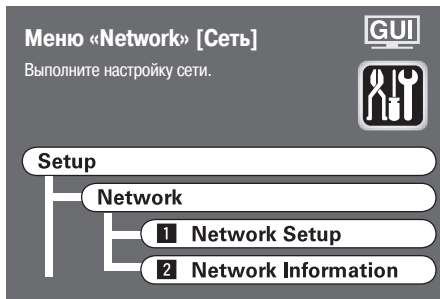 Меню «Network» [Сеть]
GUI
Выполните настройку сети.
Setup
Network
1 Network Setup
2 Network Information